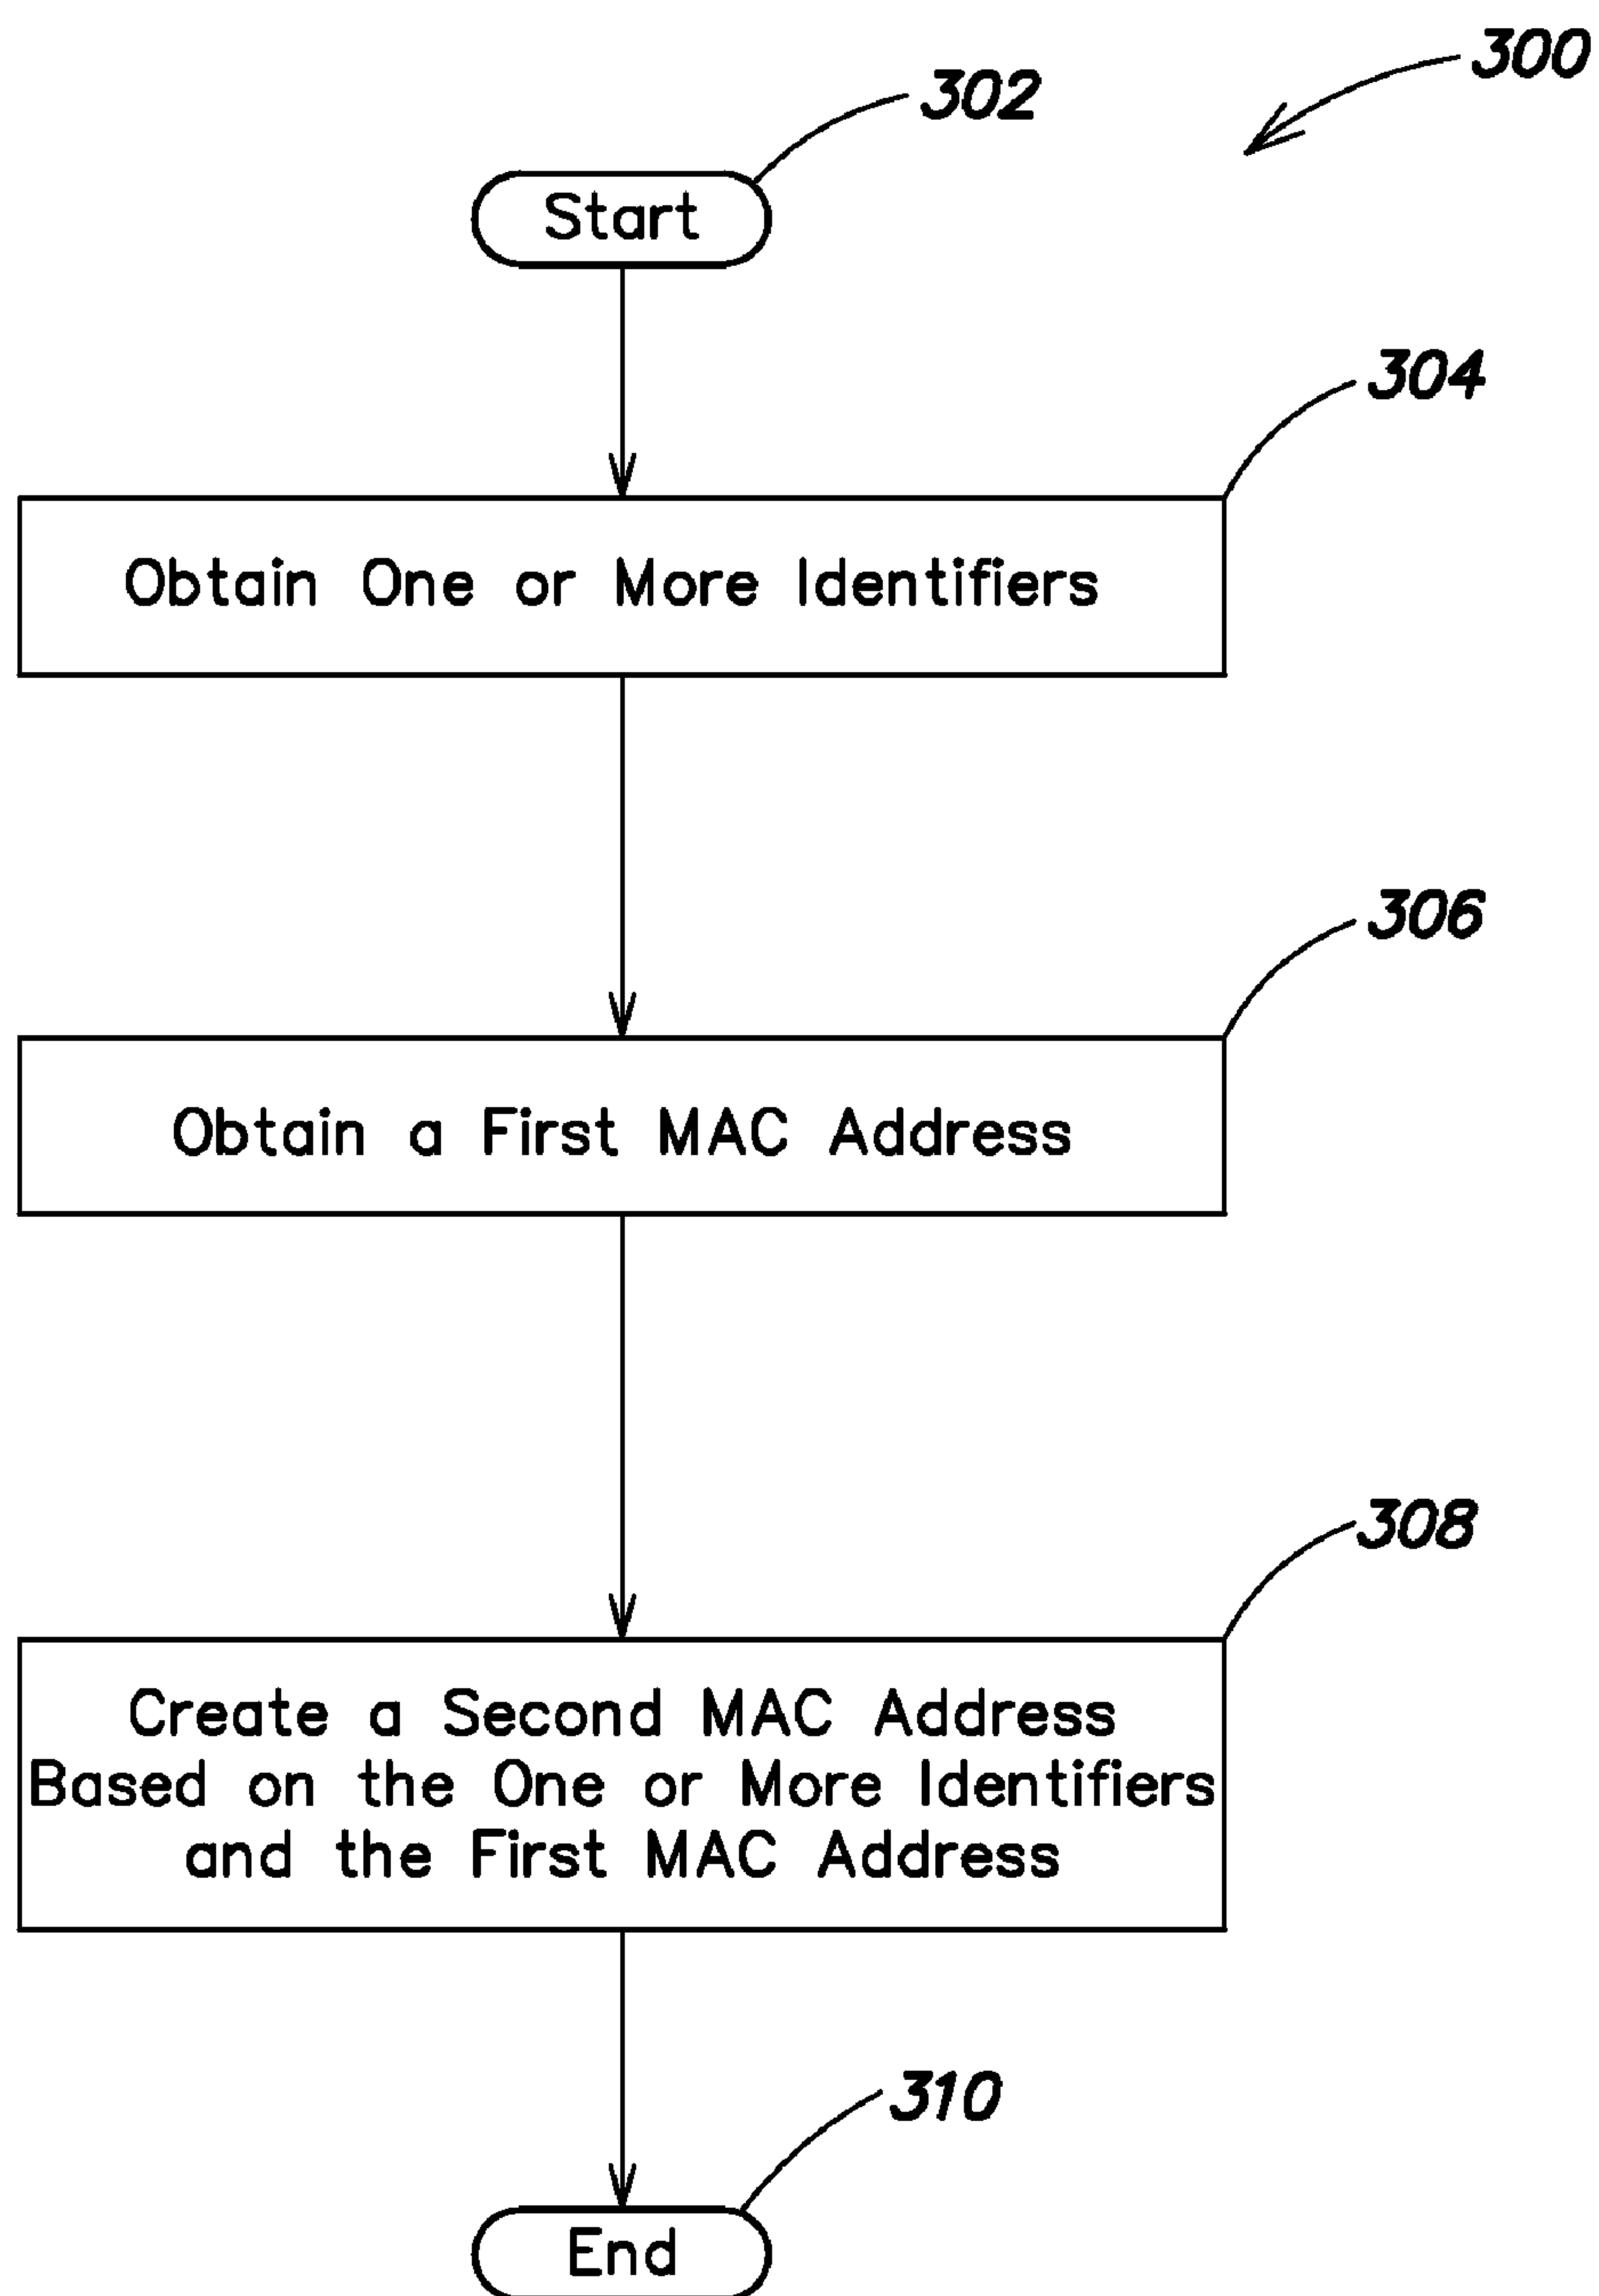 300
302
Start
304
Obtain One or More Identifiers
306
Obtain a First MAC Address
308
Create a Second MAC Address
Based on the One or More Identifiers
and the First MAC Address
310
End